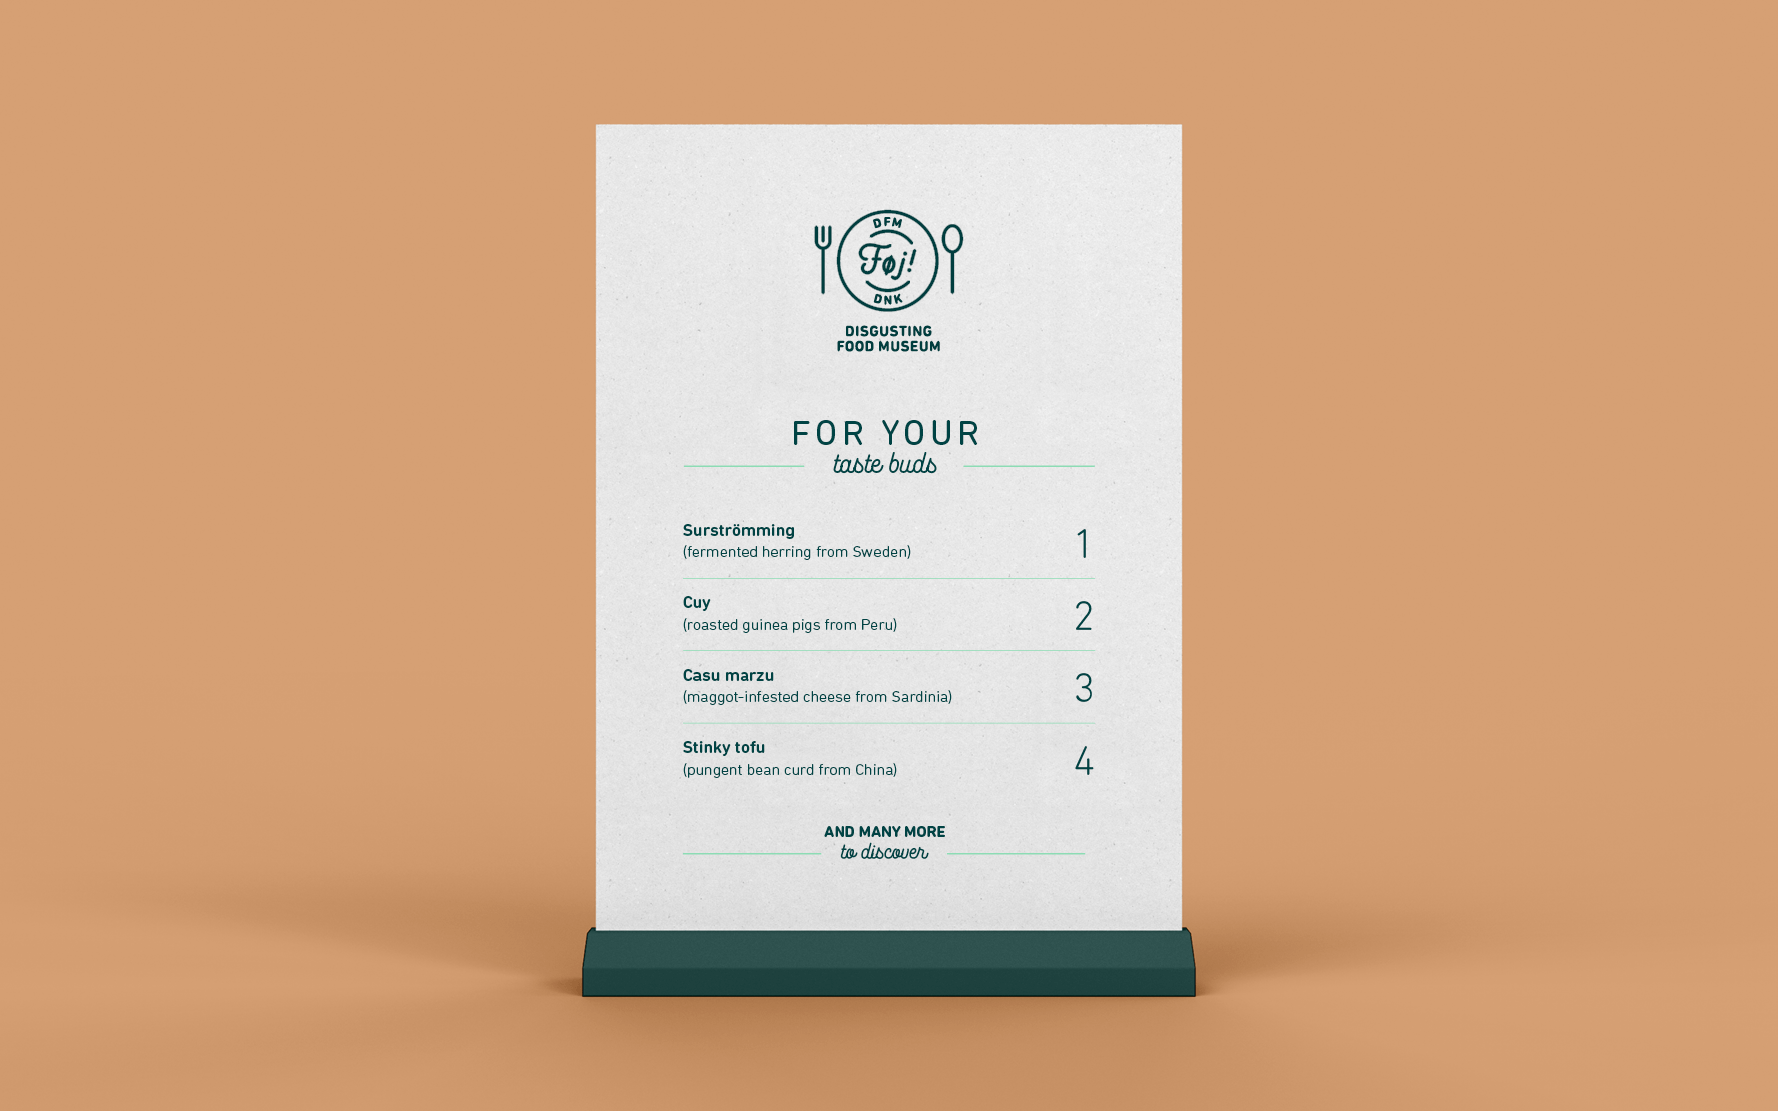 DFM
Føj!
DNK
DISGUSTING
FOOD MUSEUM
FOR YOUR
taste buds
Surströmming
(fermented herring from Sweden)
1
Cuy
(roasted guinea pigs from Peru)
2
Casu marzu
(maggot-infested cheese from Sardinia)
3
Stinky tofu
(pungent bean curd from China)
4
AND MANY MORE
to discover